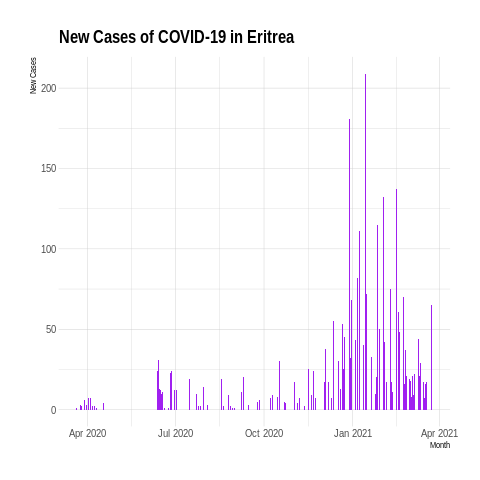 New Cases of COVID-19 in Eritrea
New Cases
200
150
100
50
0
Apr 2020 Jul 2020 Oct 2020 Jan 2021 Apr 2021
Month